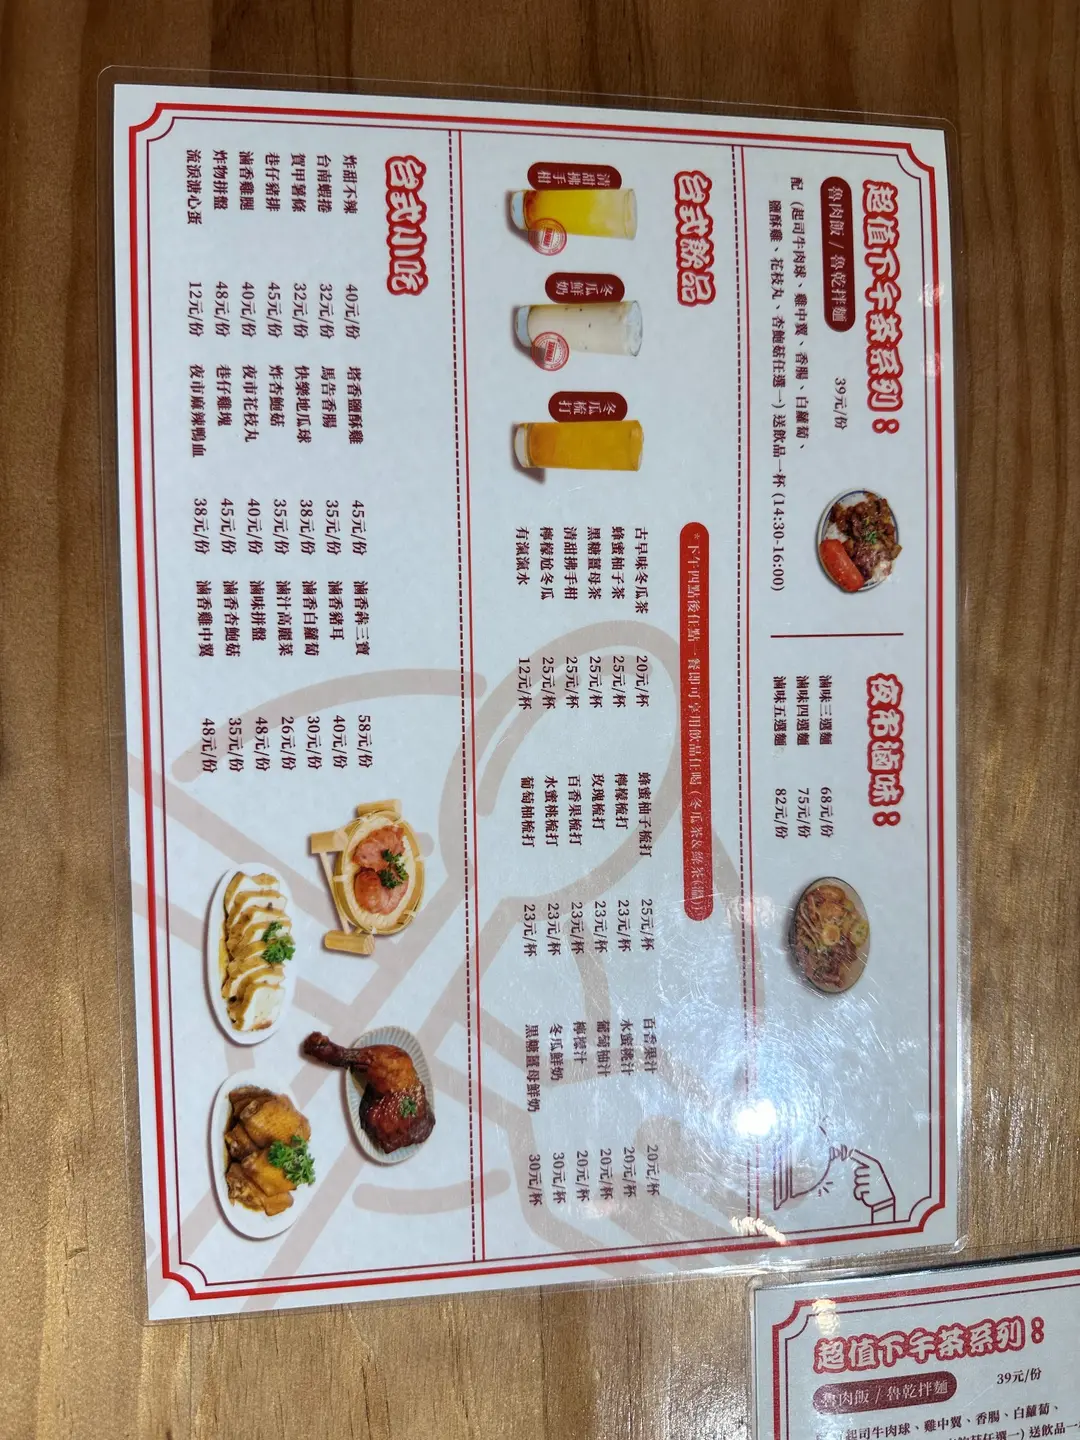 超值下午茶系列：
魯肉飯 / 魯乾拌麵
39元/份
配 (起司牛肉球、雞中翼、香腸、白蘿蔔、
鹽酥雞、花枝丸、杏鮑菇任選一) 送飲品一杯 (14:30-16:00)
夜市滷味：
滷味三選麵 68元/份
滷味四選麵 75元/份
滷味五選麵 82元/份
台式飲品
*下午四點後任點一餐即可享用飲品任喝 (冬瓜茶&綠茶(溫))
清甜拂手柑
冬瓜鮮奶
冬瓜梳打
古早味冬瓜茶 20元/杯 蜂蜜柚子梳打 25元/杯 百香果汁 20元/杯
蜂蜜柚子茶 25元/杯 檸檬梳打 23元/杯 水蜜桃汁 20元/杯
黑糖薑母茶 25元/杯 玫瑰梳打 23元/杯 葡萄柚汁 20元/杯
清甜拂手柑 25元/杯 百香果梳打 23元/杯 檸檬汁 20元/杯
檸檬尬冬瓜 25元/杯 水蜜桃梳打 23元/杯 冬瓜鮮奶 30元/杯
有氣滊水 12元/杯 葡萄柚梳打 23元/杯 黑糖薑母鮮奶 30元/杯
台式小吃
炸甜不辣 40元/份 塔香鹽酥雞 45元/份 滷香犇三寶 58元/份
台南蝦捲 32元/份 馬告香腸 35元/份 滷香豬耳 40元/份
賀甲薯條 32元/份 快樂地瓜球 38元/份 滷香白蘿蔔 30元/份
巷仔豬排 45元/份 炸杏鮑菇 35元/份 滷汁高麗菜 26元/份
滷香雞腿 40元/份 夜市花枝丸 40元/份 滷味拼盤 48元/份
炸物拼盤 48元/份 巷仔雞塊 45元/份 滷香杏鮑菇 35元/份
流淚溏心蛋 12元/份 夜市麻辣鴨血 38元/份 滷香雞中翼 48元/份
超值下午茶系列：
魯肉飯 / 魯乾拌麵
39元/份
起司牛肉球、雞中翼、香腸、白蘿蔔、
菇任選一) 送飲品一